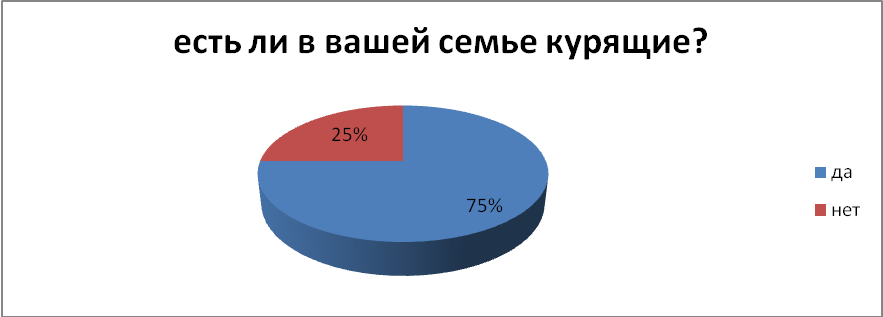 есть ли в вашей семье курящие?
25%
75%
да
нет